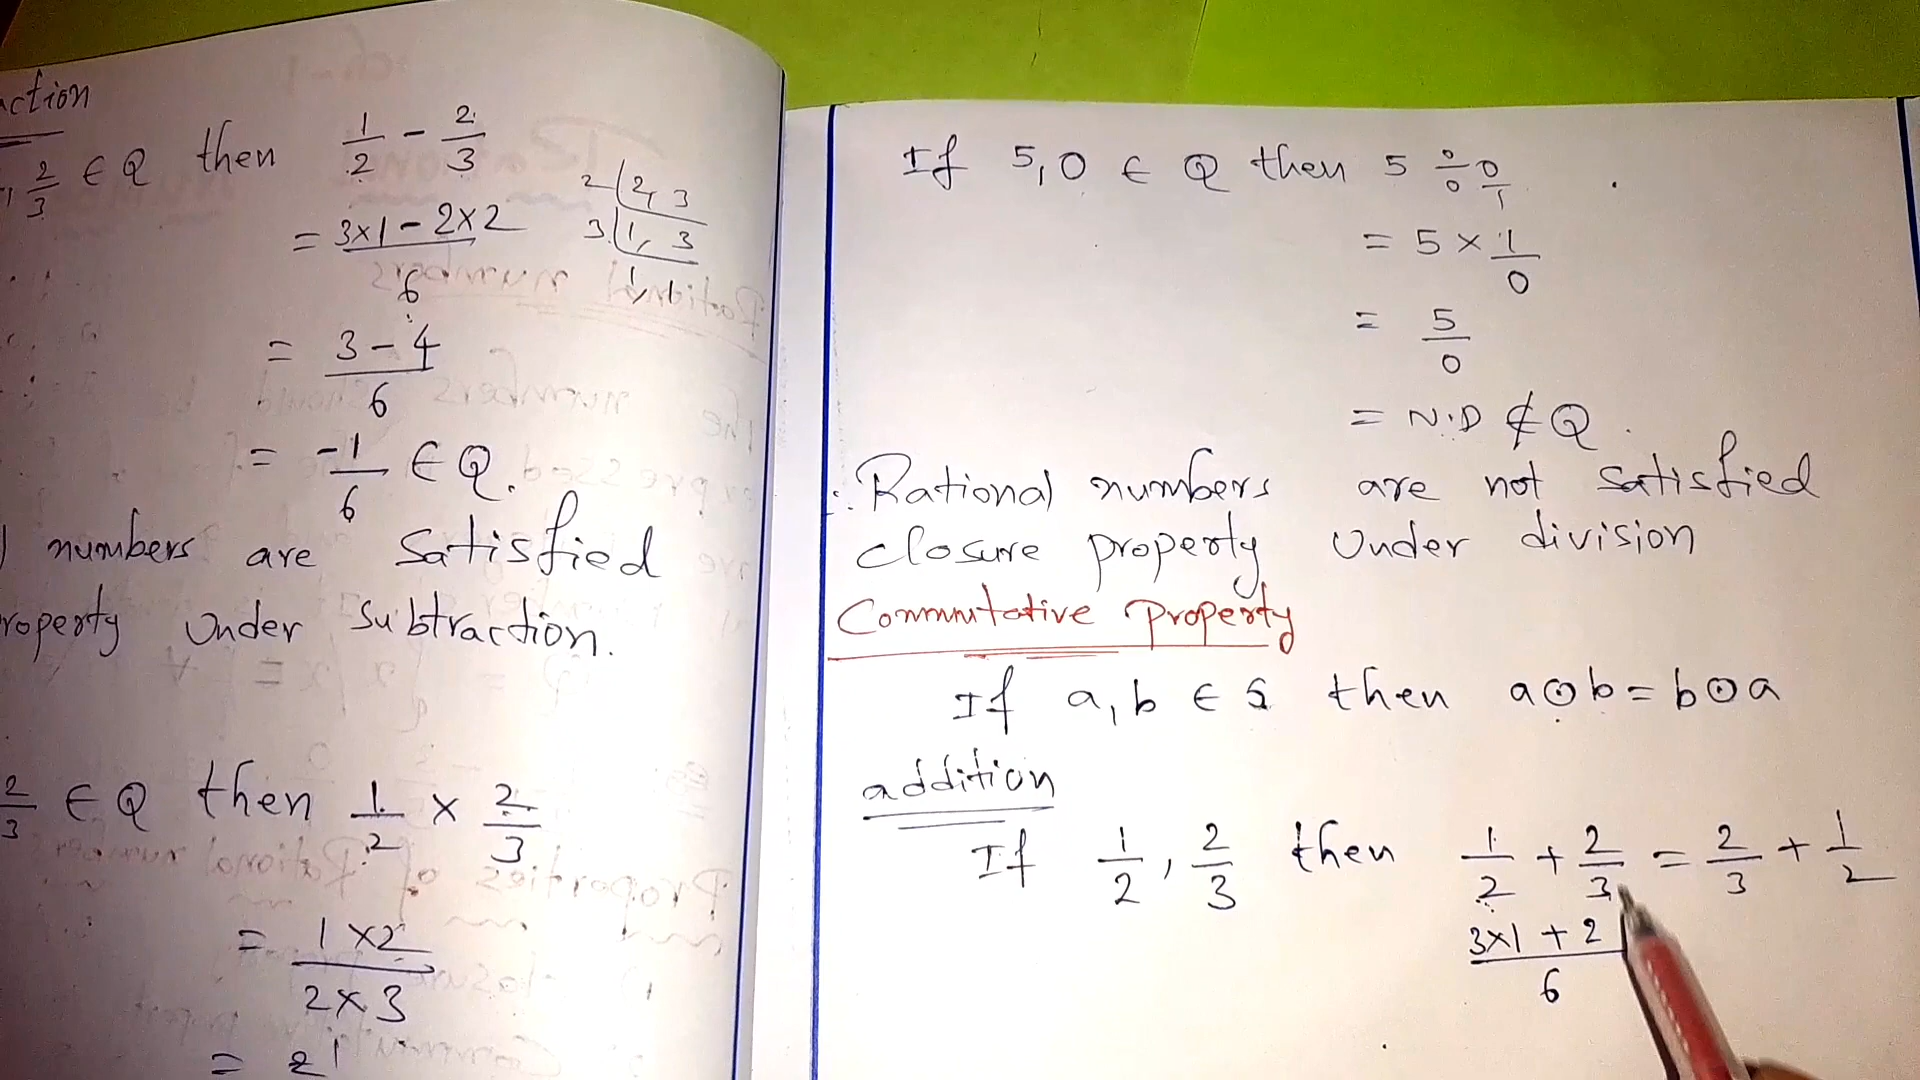 ction
, 2/3 ∈ Q then 1/2 - 2/3
2 | 2, 3
= 3×1 - 2×2 / 6
3 | 1, 3
1, 1
= 3 - 4 / 6
= -1/6 ∈ Q.
numbers are satisfied
roperty under subtraction.
2/3 ∈ Q then 1/2 × 2/3
= 1×2 / 2×3
= 2 1
If 5, 0 ∈ Q then 5 ÷ 0/1
= 5 × 1/0
= 5/0
= N.D ∉ Q.
∴ Rational numbers are not satisfied
closure property under division
Commutative property
If a, b ∈ S then a⊙b = b⊙a
addition
If 1/2, 2/3 then 1/2 + 2/3 = 2/3 + 1/2
3×1 + 2 / 6